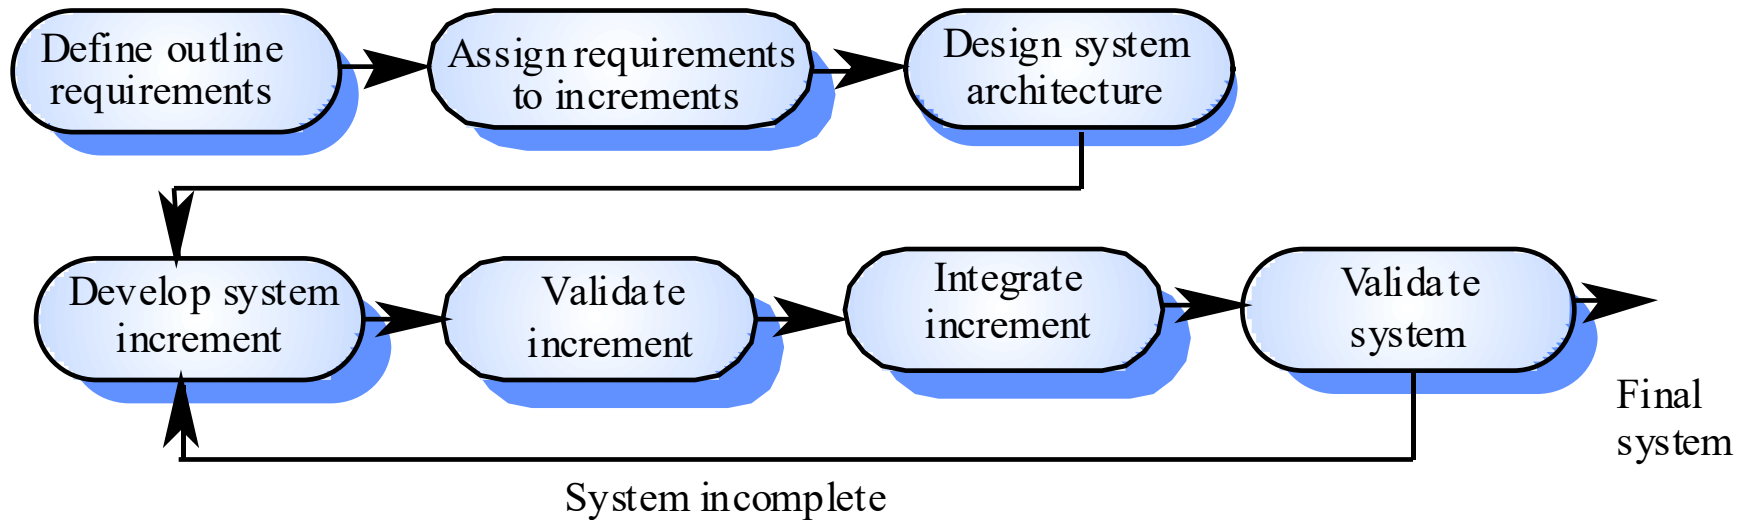 Define outline
requirements
Assign requirements
to increments
Design system
architecture
Develop system
increment
Validate
increment
Integrate
increment
Validate
system
Final
system
System incomplete